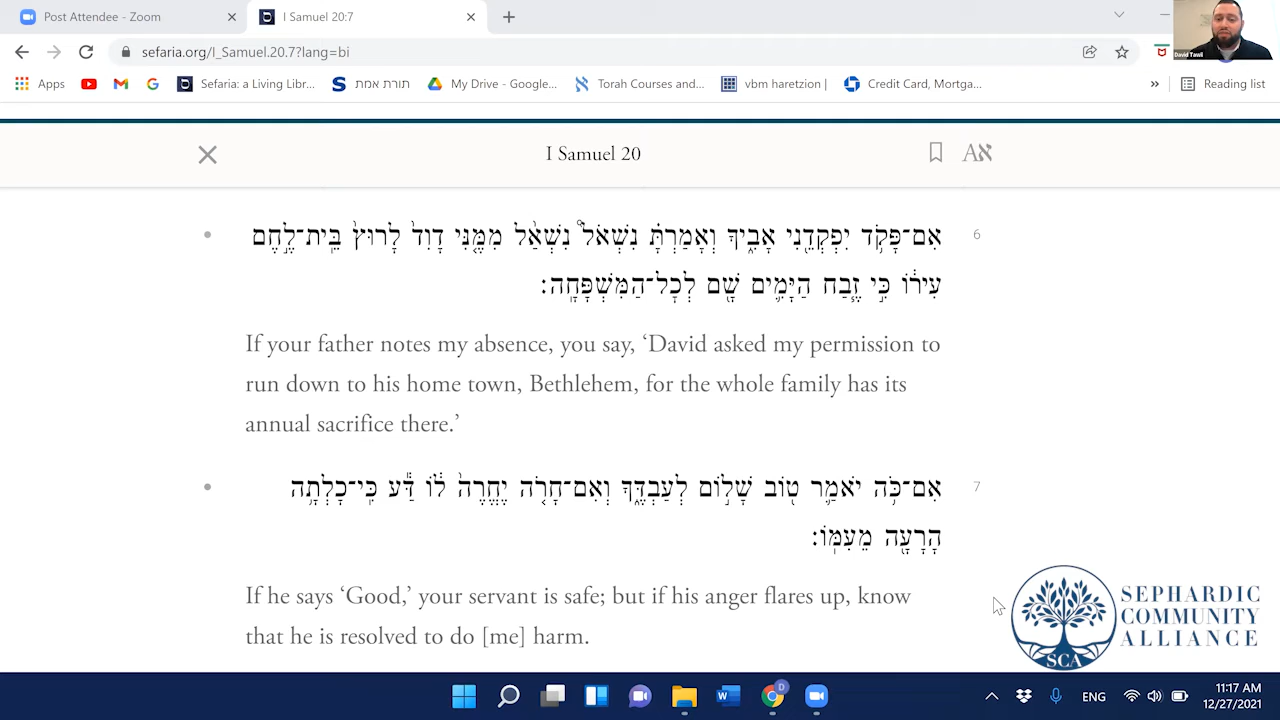 Post Attendee - Zoom
I Samuel 20:7
sefaria.org/I_Samuel.20.7?lang=bi
David Tawil
Apps
Sefaria: a Living Libr...
תורת אמת
My Drive - Google...
Torah Courses and...
vbm haretzion |
Credit Card, Mortga...
»
Reading list
I Samuel 20
Aא
6
אִם־פָּקֹ֥ד יִפְקְדֵ֖נִי אָבִ֑יךָ וְאָמַרְתָּ֗ נִשְׁאֹל֩ נִשְׁאַ֨ל מִמֶּ֤נִּי דָוִד֙ לָרוּץ֙ בֵּֽית־לֶ֣חֶם
עִיר֔וֹ כִּ֣י זֶ֧בַח הַיָּמִ֛ים שָׁ֖ם לְכׇל־הַמִּשְׁפָּחָֽה׃
If your father notes my absence, you say, ‘David asked my permission to
run down to his home town, Bethlehem, for the whole family has its
annual sacrifice there.’
7
אִם־כֹּ֥ה יֹאמַ֛ר ט֖וֹב שָׁל֣וֹם לְעַבְדֶּ֑ךָ וְאִם־חָרֹ֤ה יֶֽחֱרֶה֙ ל֔וֹ דַּ֕ע כִּֽי־כָלְתָ֥ה
הָרָעָ֖ה מֵעִמּֽוֹ׃
If he says ‘Good,’ your servant is safe; but if his anger flares up, know
that he is resolved to do [me] harm.
SEPHARDIC
COMMUNITY
ALLIANCE
SCA
ENG
11:17 AM
12/27/2021